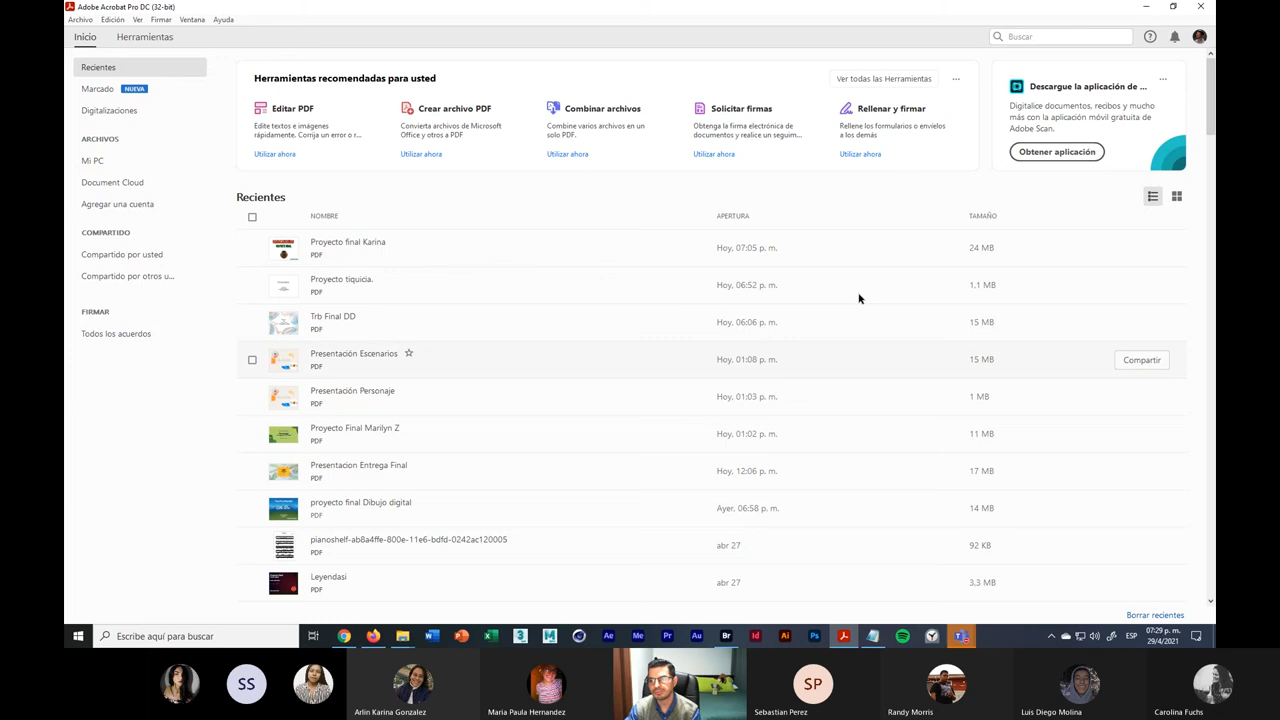 Adobe Acrobat Pro DC (32-bit)
Archivo Edición Ver Firmar Ventana Ayuda
Inicio Herramientas
Buscar
Recientes
Marcado NUEVA
Digitalizaciones
ARCHIVOS
Mi PC
Document Cloud
Agregar una cuenta
COMPARTIDO
Compartido por usted
Compartido por otros u...
FIRMAR
Todos los acuerdos
Herramientas recomendadas para usted
Ver todas las Herramientas
Editar PDF
Edite textos e imágenes
rápidamente. Corrija un error o r...
Utilizar ahora
Crear archivo PDF
Convierta archivos de Microsoft
Office y otros a PDF
Utilizar ahora
Combinar archivos
Combine varios archivos en un
solo PDF.
Utilizar ahora
Solicitar firmas
Obtenga la firma electrónica de
documentos y realice un seguim...
Utilizar ahora
Rellenar y firmar
Rellene los formularios o envíelos
a los demás
Utilizar ahora
Descargue la aplicación de ...
Digitalice documentos, recibos y mucho
más con la aplicación móvil gratuita de
Adobe Scan.
Obtener aplicación
Recientes
NOMBRE APERTURA TAMAÑO
Proyecto final Karina Hoy, 07:05 p. m. 24 MB
PDF
Proyecto tiquicia. Hoy, 06:52 p. m. 1,1 MB
PDF
Trb Final DD Hoy, 06:06 p. m. 15 MB
PDF
Presentación Escenarios Hoy, 01:08 p. m. 15 MB Compartir
PDF
Presentación Personaje Hoy, 01:03 p. m. 1 MB
PDF
Proyecto Final Marilyn Z Hoy, 01:02 p. m. 11 MB
PDF
Presentacion Entrega Final Hoy, 12:06 p. m. 17 MB
PDF
proyecto final Dibujo digital Ayer, 06:58 p. m. 14 MB
PDF
pianoshelf-ab8a4ffe-800e-11e6-bdfd-0242ac120005 abr 27 92 KB
PDF
Leyendasi abr 27 3,3 MB
PDF
Borrar recientes
Escribe aquí para buscar
Ae Me Pr Au Br Id Ai Ps
ESP
07:29 p. m.
29/4/2021
SS
SP
Arlin Karina Gonzalez
Maria Paula Hernandez
Sebastian Perez
Randy Morris
Luis Diego Molina
Carolina Fuchs